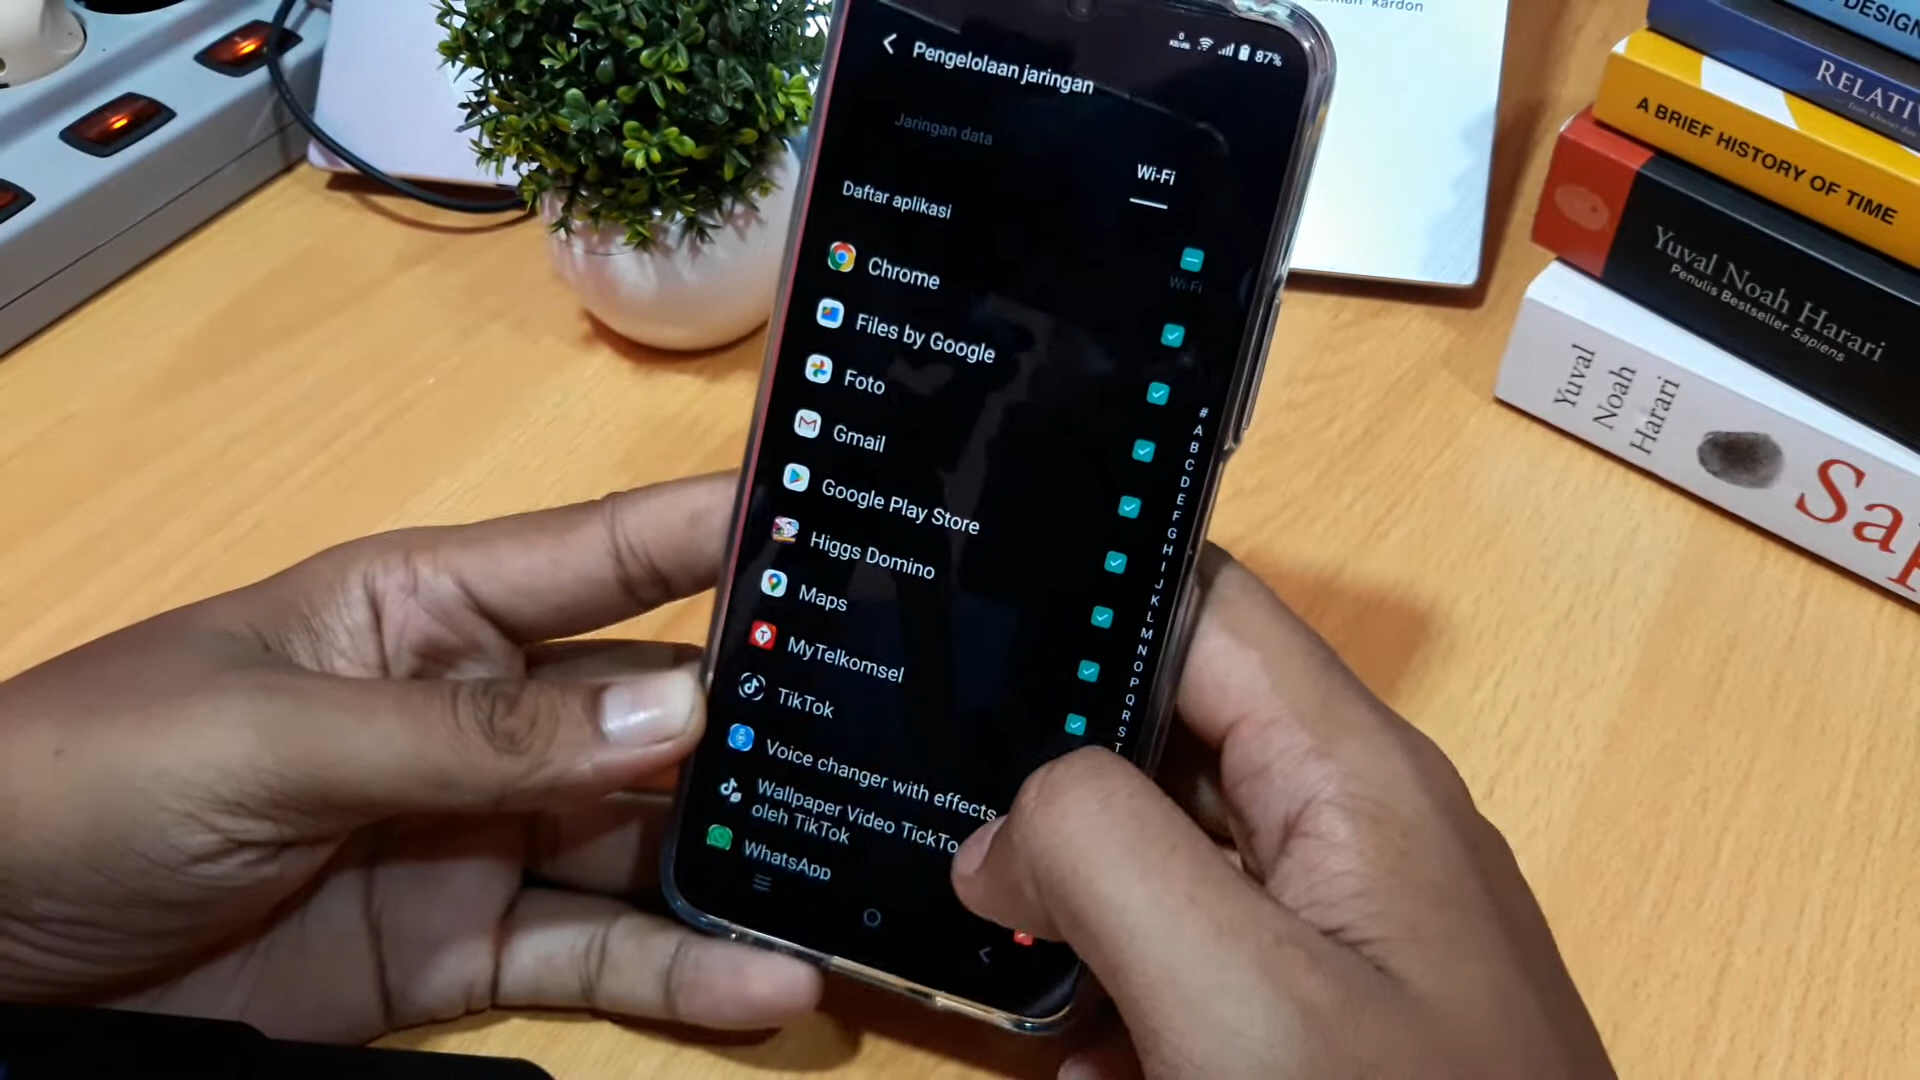 Pengelolaan jaringan
0
87%
Jaringan data
Wi-Fi
Daftar aplikasi
Wi-Fi
Chrome
Files by Google
Foto
Gmail
Google Play Store
Higgs Domino
Maps
MyTelkomsel
TikTok
Voice changer with effects
Wallpaper Video TickTo
oleh TikTok
WhatsApp
#
A
B
C
D
E
F
G
H
I
J
K
L
M
N
O
P
Q
R
S
T
kardon
DESIGN
RELATIV
A BRIEF HISTORY OF TIME
Yuval Noah Harari
Penulis Bestseller Sapiens
Yuval
Noah
Harari
Sap